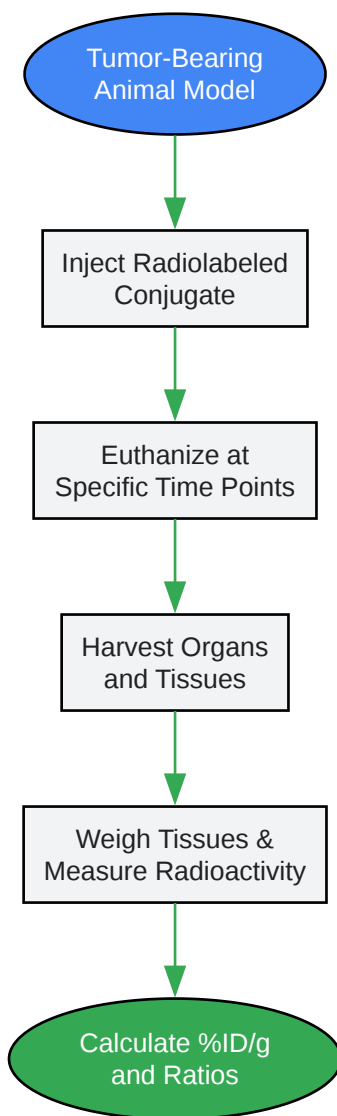 Tumor-Bearing
Animal Model
Inject Radiolabeled
Conjugate
Euthanize at
Specific Time Points
Harvest Organs
and Tissues
Weigh Tissues &
Measure Radioactivity
Calculate %ID/g
and Ratios